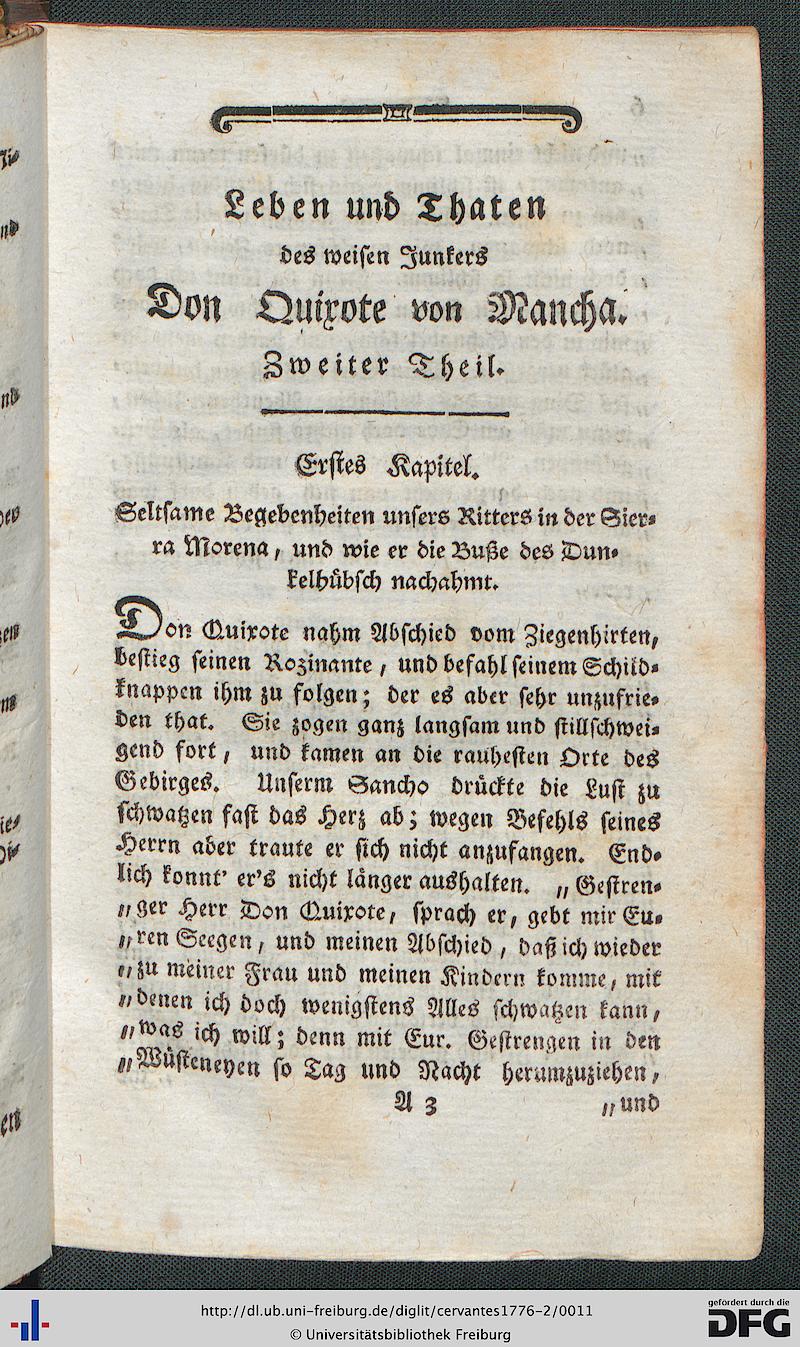 Leben und Thaten
des weisen Junkers
Don Quixote von Mancha.
Zweiter Theil.
Erstes Kapitel.
Seltsame Begebenheiten unsers Ritters in der Sier-
ra Morena, und wie er die Buße des Dun-
kelhübsch nachahmt.
Don Quixote nahm Abschied vom Ziegenhirten,
bestieg seinen Rozinante, und befahl seinem Schild-
knappen ihm zu folgen; der es aber sehr unzufrie-
den that. Sie zogen ganz langsam und stillschwei-
gend fort, und kamen an die rauhesten Orte des
Gebirges. Unserm Sancho drückte die Lust zu
schwatzen fast das Herz ab; wegen Befehls seines
Herrn aber traute er sich nicht anzufangen. End-
lich konnt' er's nicht länger aushalten. „Gestren-
„ger Herr Don Quixote, sprach er, gebt mir Eu-
„ren Seegen, und meinen Abschied, daß ich wieder
„zu meiner Frau und meinen Kindern komme, mit
„denen ich doch wenigstens Alles schwatzen kann,
„was ich will; denn mit Eur. Gestrengen in den
„Wüsteneyen so Tag und Nacht herumzuziehen,
A 3 „und
http://dl.ub.uni-freiburg.de/diglit/cervantes1776-2/0011
© Universitätsbibliothek Freiburg
gefördert durch die
DFG